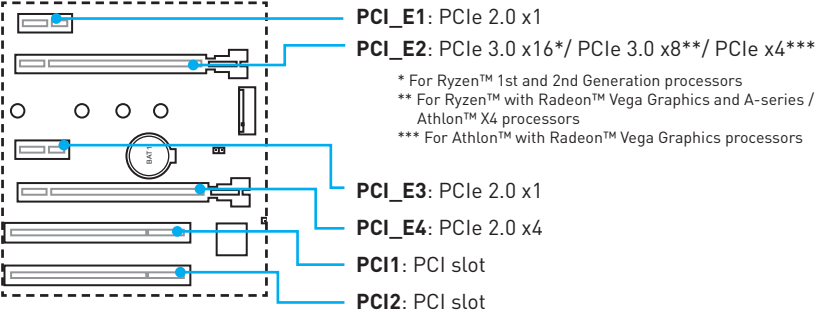 PCI_E1: PCIe 2.0 x1
PCI_E2: PCIe 3.0 x16*/ PCIe 3.0 x8**/ PCIe x4***
* For Ryzen™ 1st and 2nd Generation processors
** For Ryzen™ with Radeon™ Vega Graphics and A-series /
Athlon™ X4 processors
*** For Athlon™ with Radeon™ Vega Graphics processors
BAT1
PCI_E3: PCIe 2.0 x1
PCI_E4: PCIe 2.0 x4
PCI1: PCI slot
PCI2: PCI slot